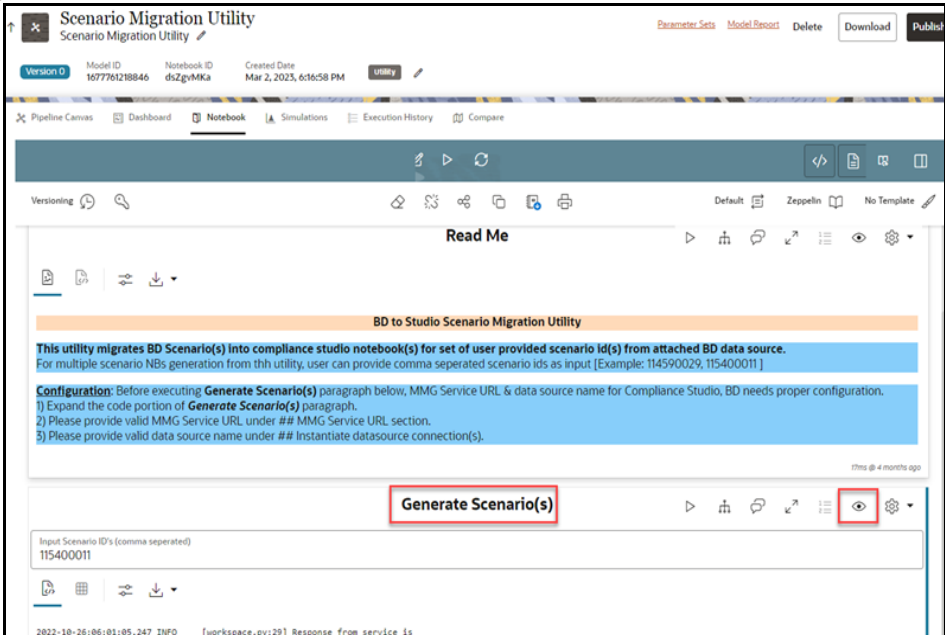 Scenario Migration Utility
Scenario Migration Utility
Parameter Sets Model Report Delete Download Publish
Version 0
Model ID
1677761218846
Notebook ID
dsZgvMKa
Created Date
Mar 2, 2023, 6:16:58 PM
Utility
Pipeline Canvas Dashboard Notebook Simulations Execution History Compare
Versioning Default Zeppelin No Template
Read Me
BD to Studio Scenario Migration Utility
This utility migrates BD Scenario(s) into compliance studio notebook(s) for set of user provided scenario id(s) from attached BD data source.
For multiple scenario NBs generation from thh utility, user can provide comma seperated scenario ids as input [Example: 114590029, 115400011 ]
Configuration: Before executing Generate Scenario(s) paragraph below, MMG Service URL & data source name for Compliance Studio, BD needs proper configuration.
1) Expand the code portion of Generate Scenario(s) paragraph.
2) Please provide valid MMG Service URL under ## MMG Service URL section.
3) Please provide valid data source name under ## Instantiate datasource connection(s).
17ms @ 4 months ago
Generate Scenario(s)
Input Scenario ID's (comma seperated)
115400011
2022-10-26:06:01:05.247 INFO [workspace.py:29] Response from service is